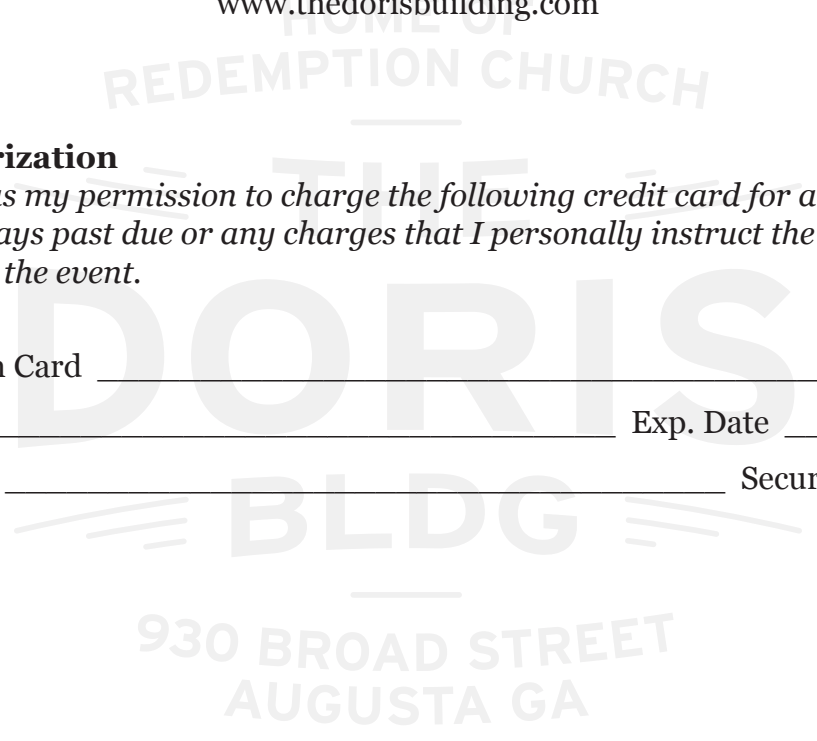 www.thedorisbuilding.com
HOME OF
REDEMPTION CHURCH
rization
THE
as my permission to charge the following credit card for a
ays past due or any charges that I personally instruct the
the event.
DORIS
n Card
Exp. Date
Secur
BLDG
930 BROAD STREET
AUGUSTA GA